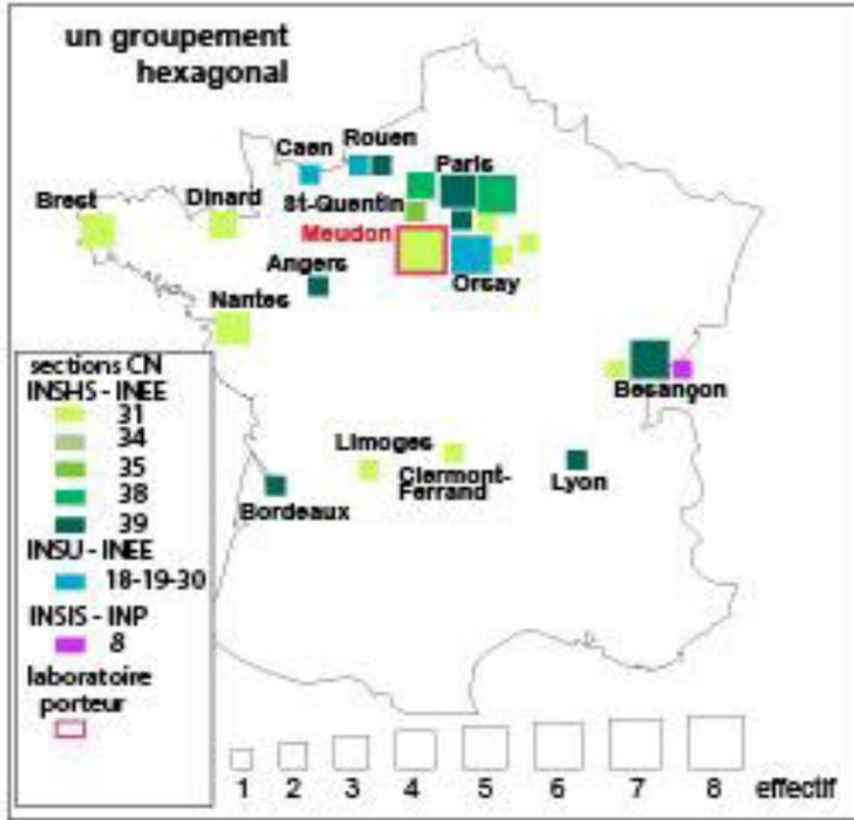 un groupement
hexagonal
Caen
Rouen
Paris
Brest
Dinard
St-Quentin
Meudon
Angers
Orsay
Nantes
Besançon
Limoges
Clermont-
Ferrand
Lyon
Bordeaux
sections CN
INSHS - INEE
31
34
35
38
39
INSU - INEE
18-19-30
INSIS - INP
8
laboratoire
porteur
1 2 3 4 5 6 7 8 effectif